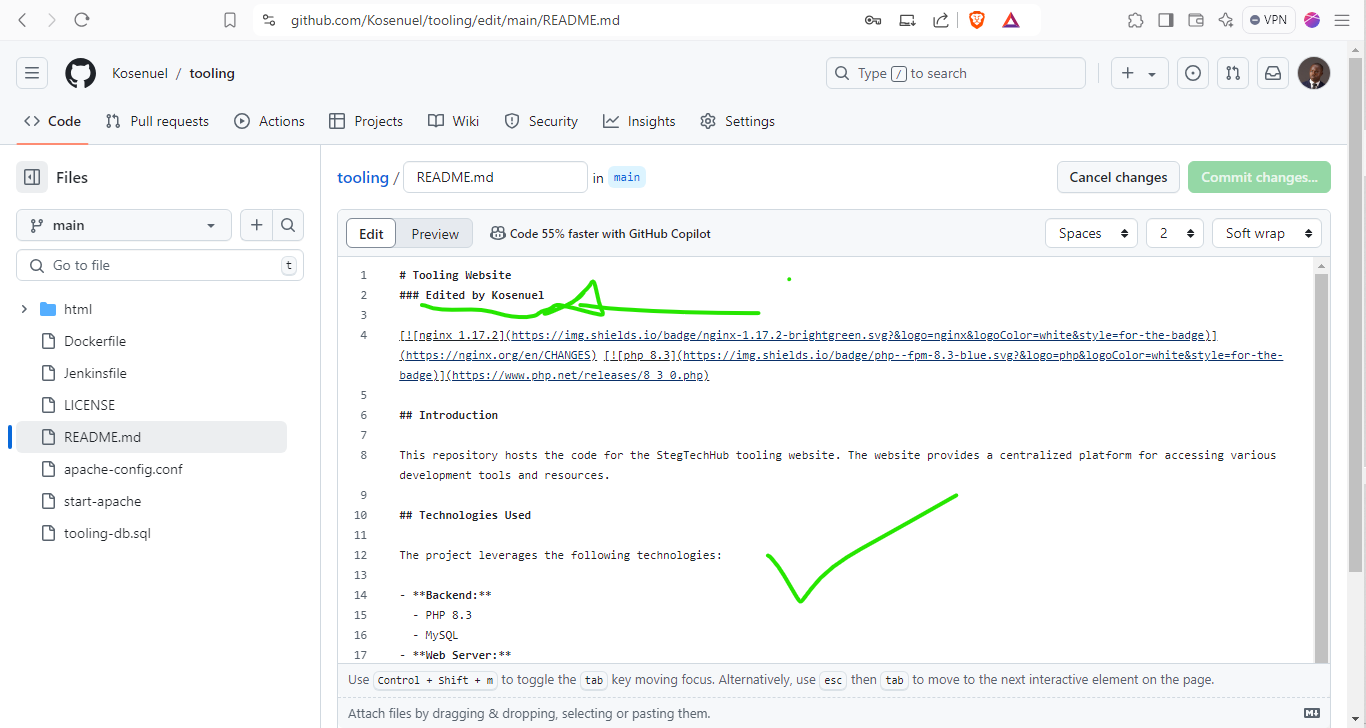 github.com/Kosenuel/tooling/edit/main/README.md
VPN
Kosenuel / tooling
Type / to search
Code
Pull requests
Actions
Projects
Wiki
Security
Insights
Settings
Files
tooling / README.md in main
Cancel changes
Commit changes...
main
Edit
Preview
Code 55% faster with GitHub Copilot
Spaces
2
Soft wrap
Go to file
t
html
Dockerfile
Jenkinsfile
LICENSE
README.md
apache-config.conf
start-apache
tooling-db.sql
1 # Tooling Website
2 ### Edited by Kosenuel
3
4 [![nginx 1.17.2](https://img.shields.io/badge/nginx-1.17.2-brightgreen.svg?&logo=nginx&logoColor=white&style=for-the-badge)]
(https://nginx.org/en/CHANGES) [![php 8.3](https://img.shields.io/badge/php--fpm-8.3-blue.svg?&logo=php&logoColor=white&style=for-the-
badge)](https://www.php.net/releases/8_3_0.php)
5
6 ## Introduction
7
8 This repository hosts the code for the StegTechHub tooling website. The website provides a centralized platform for accessing various
development tools and resources.
9
10 ## Technologies Used
11
12 The project leverages the following technologies:
13
14 - **Backend:**
15 - PHP 8.3
16 - MySQL
17 - **Web Server:**
Use Control + Shift + m to toggle the tab key moving focus. Alternatively, use esc then tab to move to the next interactive element on the page.
Attach files by dragging & dropping, selecting or pasting them.